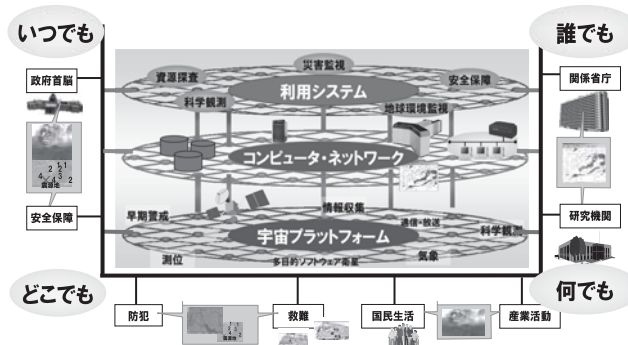 いつでも
誰でも
政府首脳
災害監視
資源探査
安全保障
関係省庁
科学観測
利用システム
地球環境監視
コンピュータ・ネットワーク
震源地
安全保障
早期警戒
情報収集
通信・放送
科学観測
研究機関
宇宙プラットフォーム
測位
多目的ソフトウェア衛星
気象
どこでも
何でも
防犯
救難
国民生活
産業活動
震源地